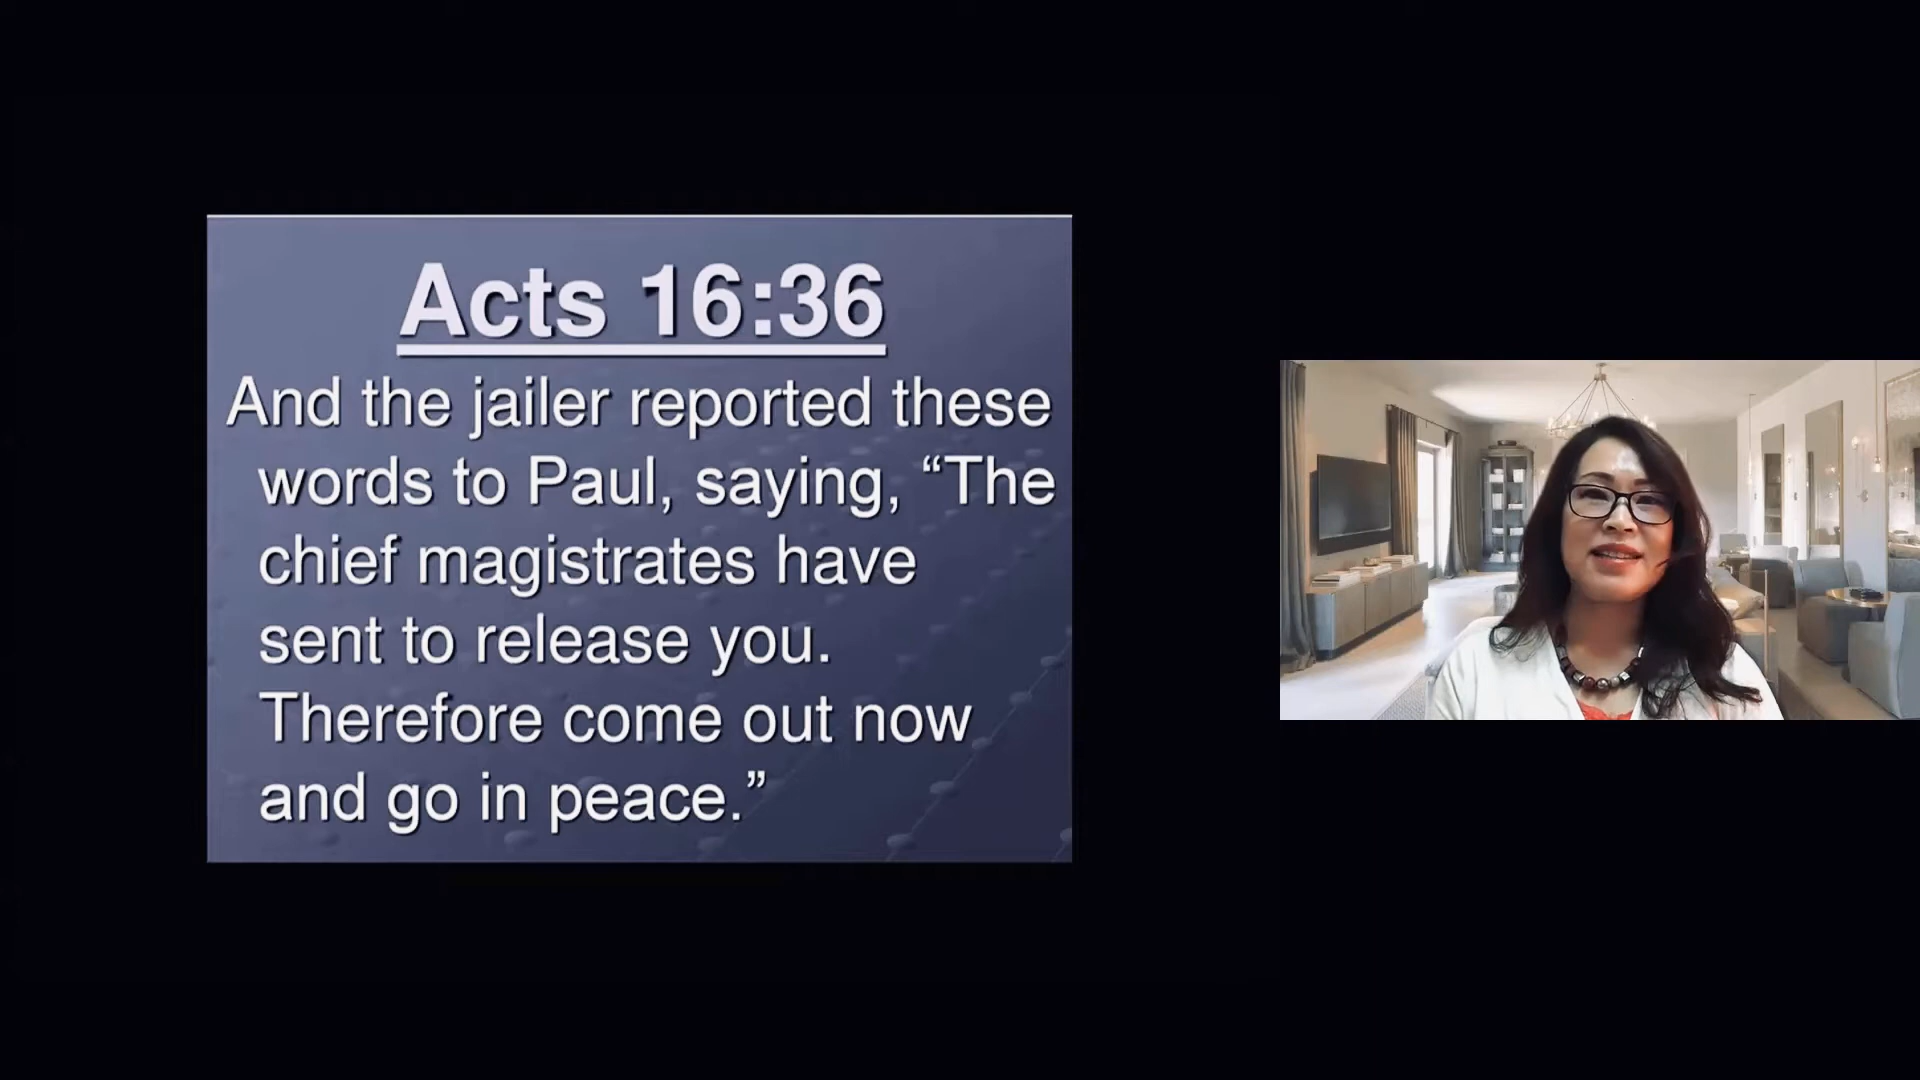 Acts 16:36
And the jailer reported these
words to Paul, saying, “The
chief magistrates have
sent to release you.
Therefore come out now
and go in peace.”